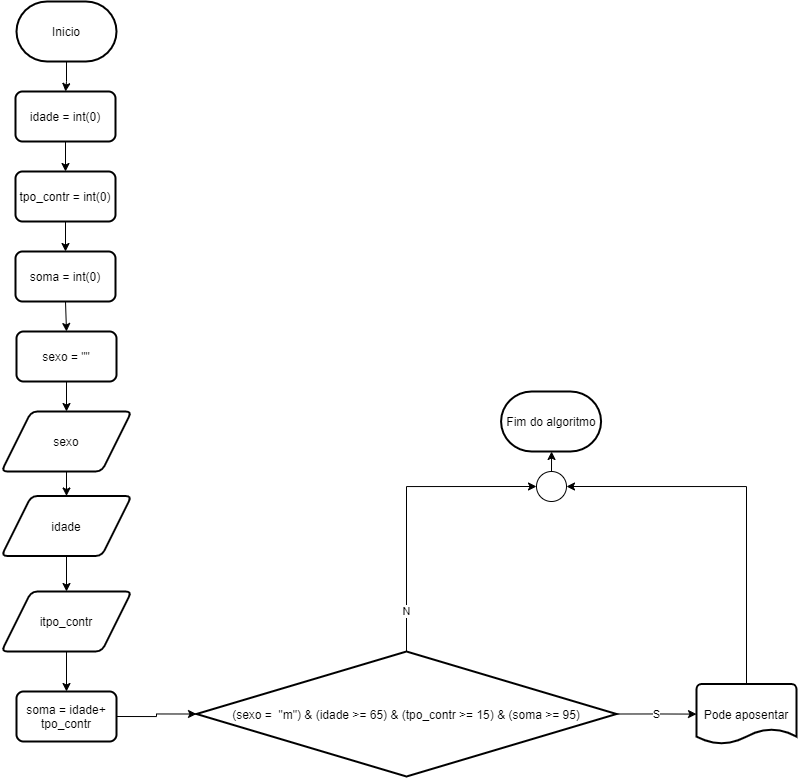 Inicio
idade = int(0)
tpo_contr = int(0)
soma = int(0)
sexo = ""
sexo
idade
itpo_contr
soma = idade+
tpo_contr
(sexo = "m") & (idade >= 65) & (tpo_contr >= 15) & (soma >= 95)
N
S
Pode aposentar
Fim do algoritmo